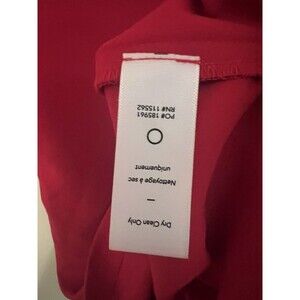 Dry Clean Only
—
Nettoyage à sec
uniquement
PO# 185961
RN# 115562